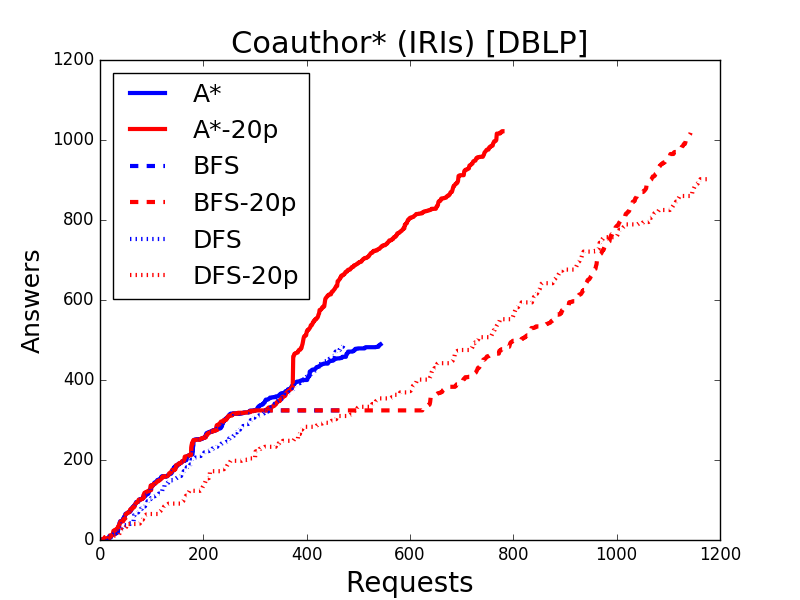 Coauthor* (IRIs) [DBLP]
1200
1000
800
600
400
200
0
Answers
A*
A*-20p
BFS
BFS-20p
DFS
DFS-20p
0 200 400 600 800 1000 1200
Requests